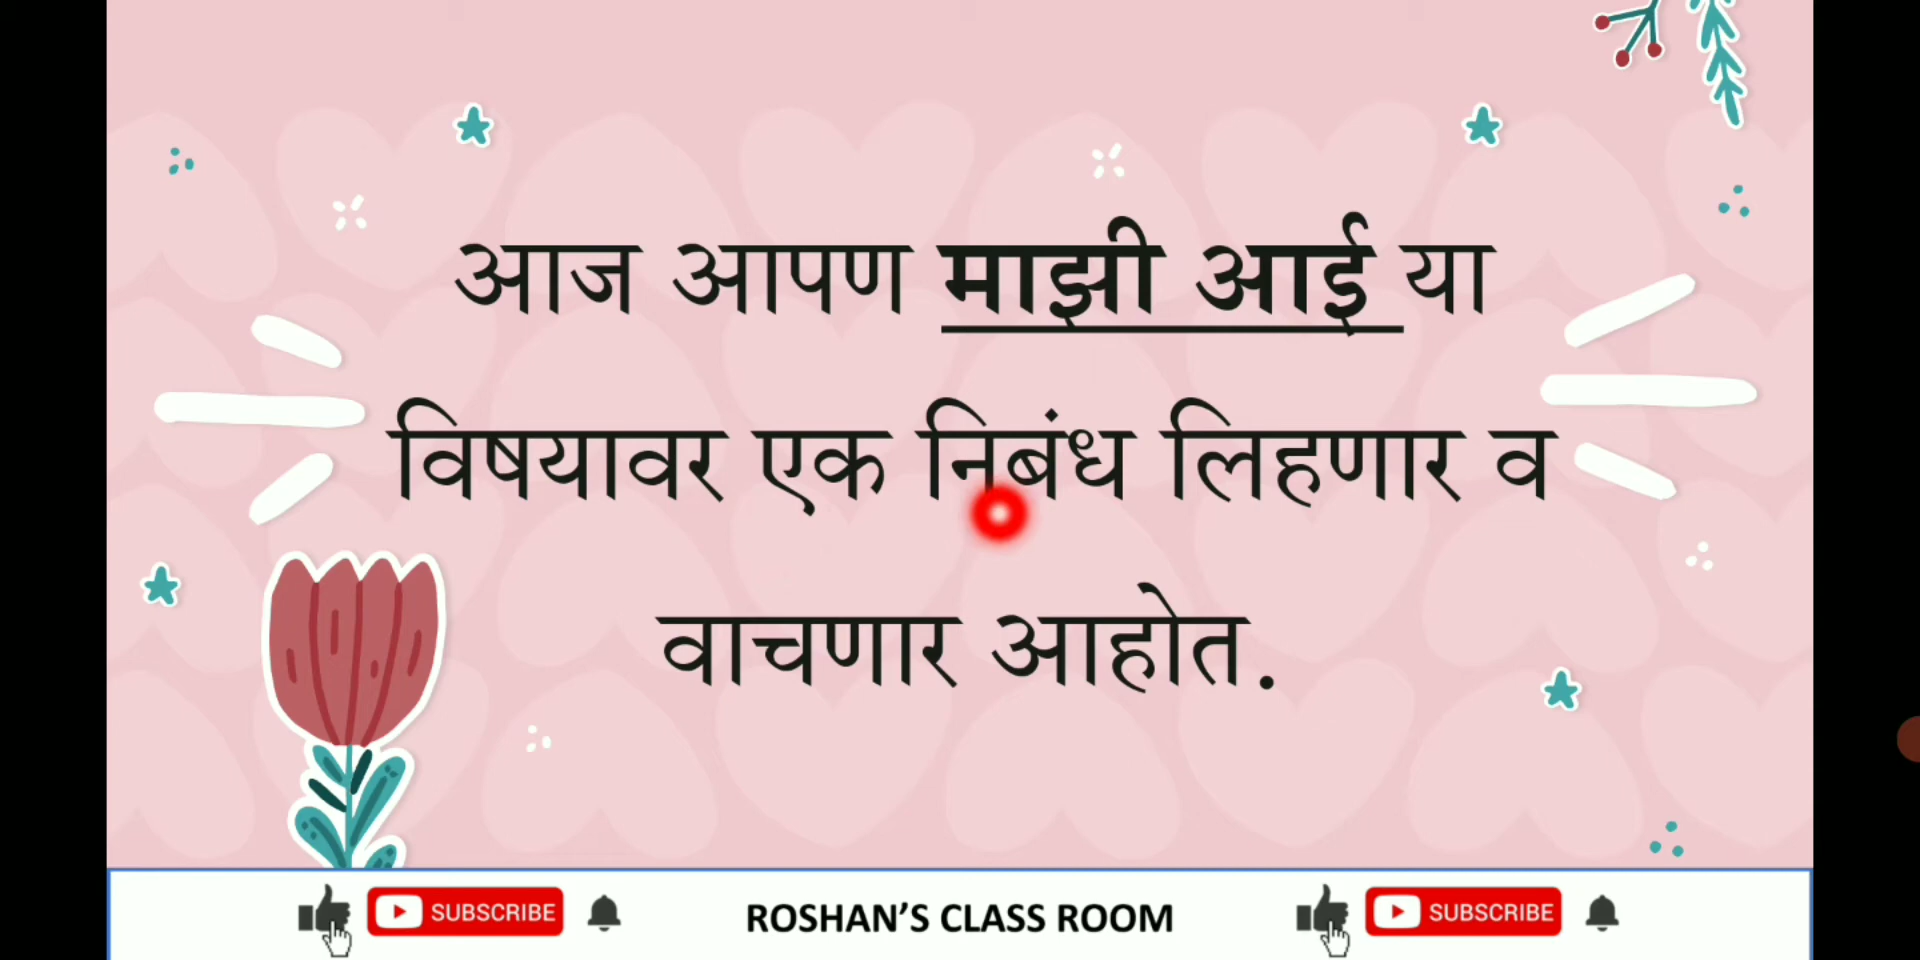 आज आपण माझी आई या
विषयावर एक निबंध लिहणार व
वाचणार आहोत.
SUBSCRIBE ROSHAN’S CLASS ROOM SUBSCRIBE